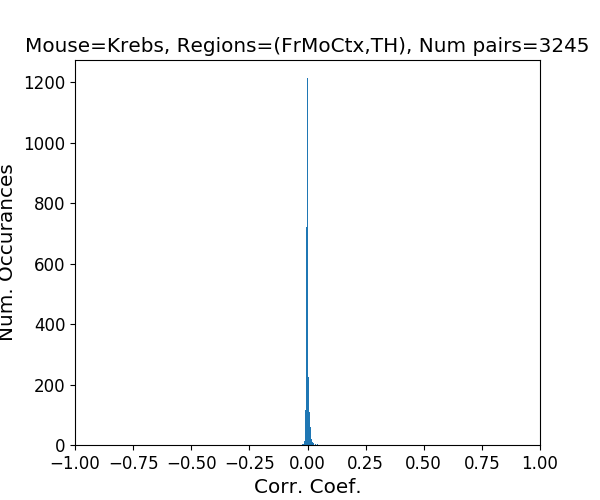 Mouse=Krebs, Regions=(FrMoCtx,TH), Num pairs=3245
Num. Occurances
1200
1000
800
600
400
200
0
−1.00 −0.75 −0.50 −0.25 0.00 0.25 0.50 0.75 1.00
Corr. Coef.